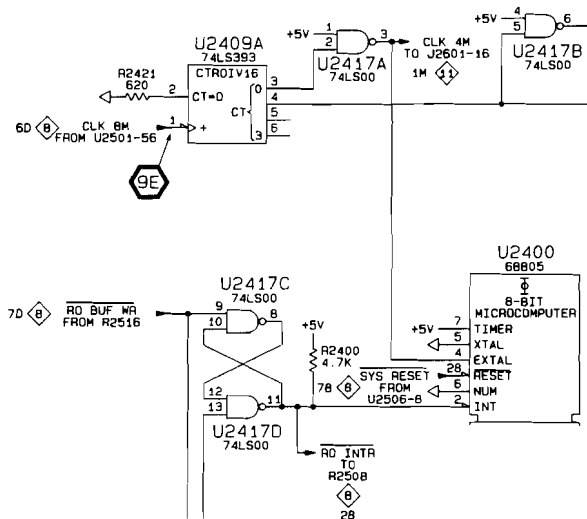 U2409A
74LS393
CTRDIV16
R2421
620
2
CT=0
0
3
4
CT
5
3
6
6D 8 CLK 8M
FROM U2501-56
1
+
9E
+5V
1
2
3
U2417A
74LS00
CLK 4M
TO J2601-16
1M 11
+5V
4
5
6
U2417B
74LS00
U2417C
74LS00
7D 8 RO BUF WR
FROM R2516
9
10
8
12
13
11
U2417D
74LS00
+5V
R2400
4.7K
7B 8 SYS RESET
FROM
U2506-8
RO INTR
TO
R2508
8
2B
U2400
68805
8-BIT
MICROCOMPUTER
+5V
7 TIMER
5 XTAL
4 EXTAL
28 RESET
6 NUM
2 INT